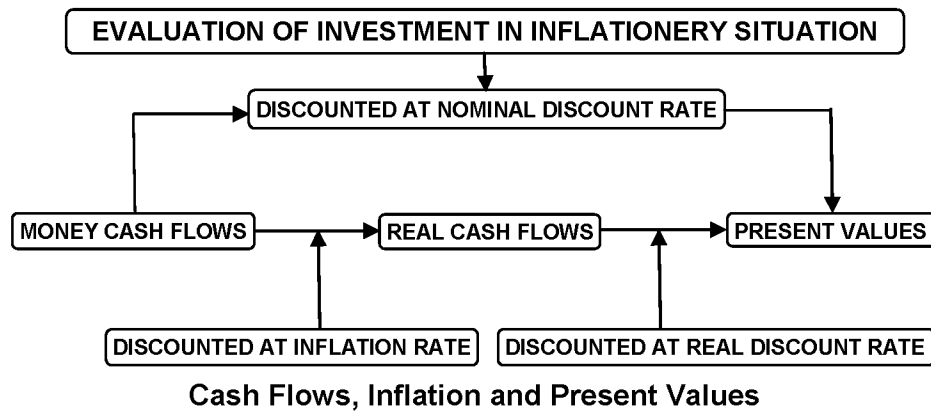 EVALUATION OF INVESTMENT IN INFLATIONERY SITUATION
DISCOUNTED AT NOMINAL DISCOUNT RATE
MONEY CASH FLOWS
REAL CASH FLOWS
PRESENT VALUES
DISCOUNTED AT INFLATION RATE
DISCOUNTED AT REAL DISCOUNT RATE
Cash Flows, Inflation and Present Values